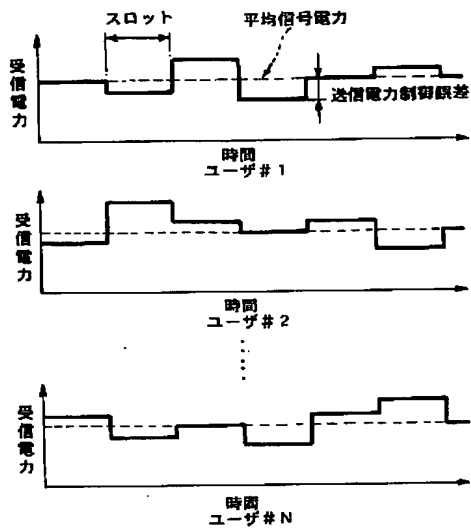 スロット
平均信号電力
受信電力
送信電力制御誤差
時間
ユーザ#1
受信電力
時間
ユーザ#2
受信電力
時間
ユーザ#N